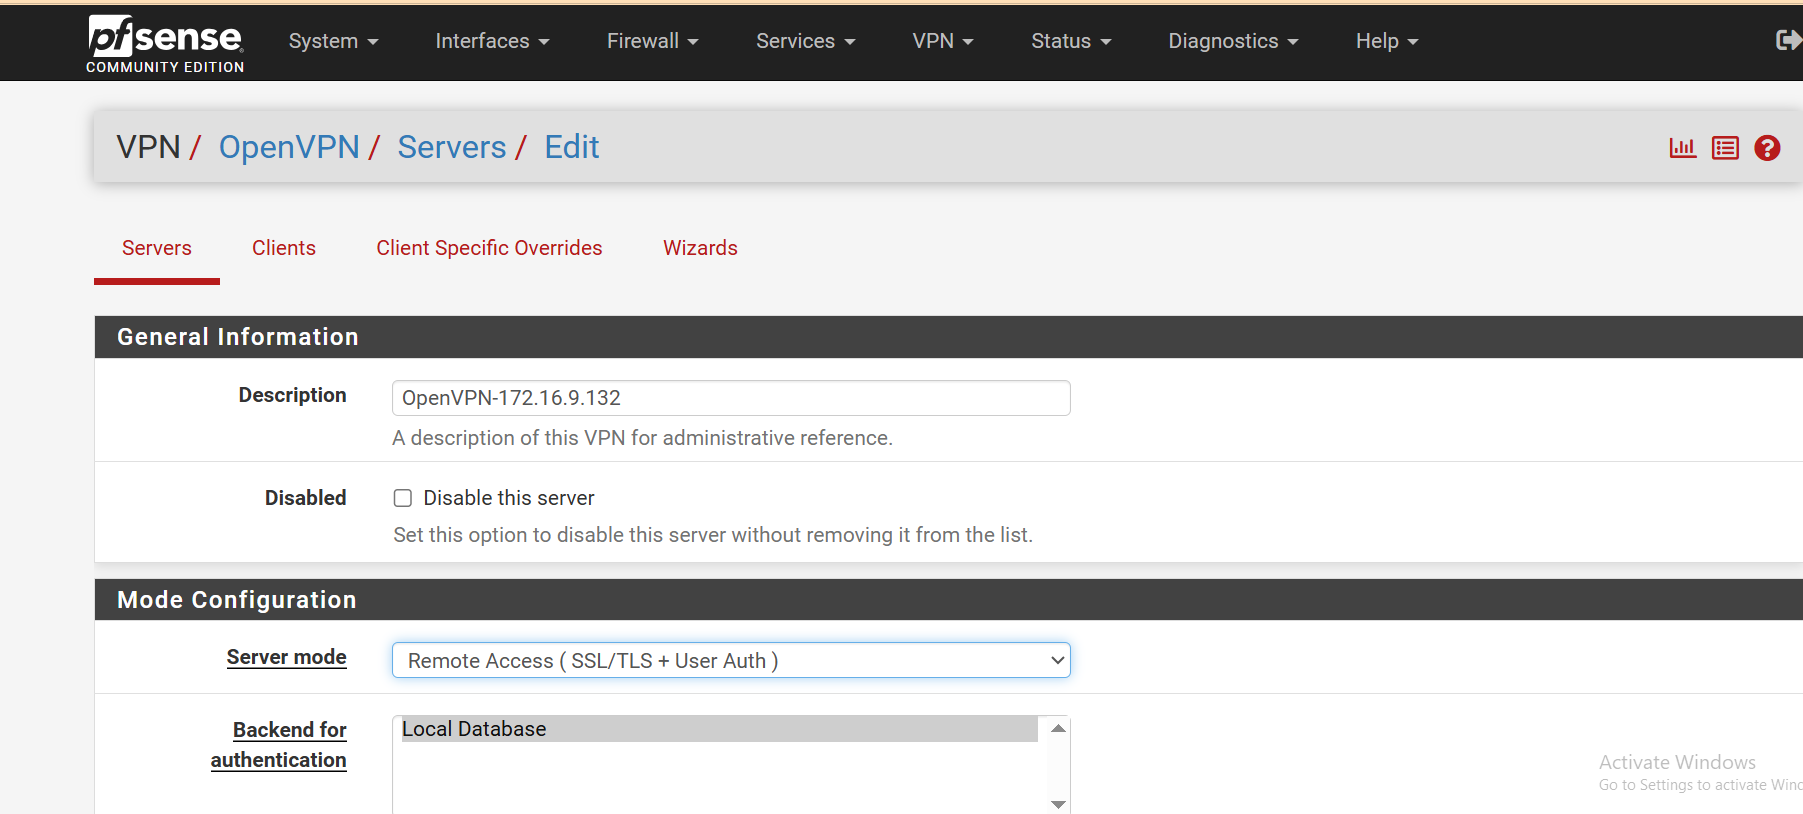 pfsense
COMMUNITY EDITION
System Interfaces Firewall Services VPN Status Diagnostics Help
VPN / OpenVPN / Servers / Edit
Servers Clients Client Specific Overrides Wizards
General Information
Description OpenVPN-172.16.9.132
A description of this VPN for administrative reference.
Disabled Disable this server
Set this option to disable this server without removing it from the list.
Mode Configuration
Server mode Remote Access ( SSL/TLS + User Auth )
Backend for authentication Local Database
Activate Windows
Go to Settings to activate Winc